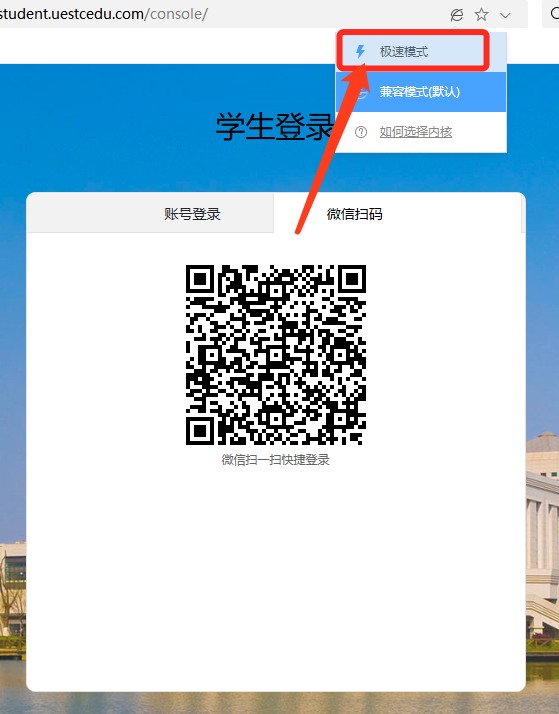 student.uestcedu.com/console/
极速模式
兼容模式(默认)
如何选择内核
学生登录
账号登录
微信扫码
微信扫一扫快捷登录